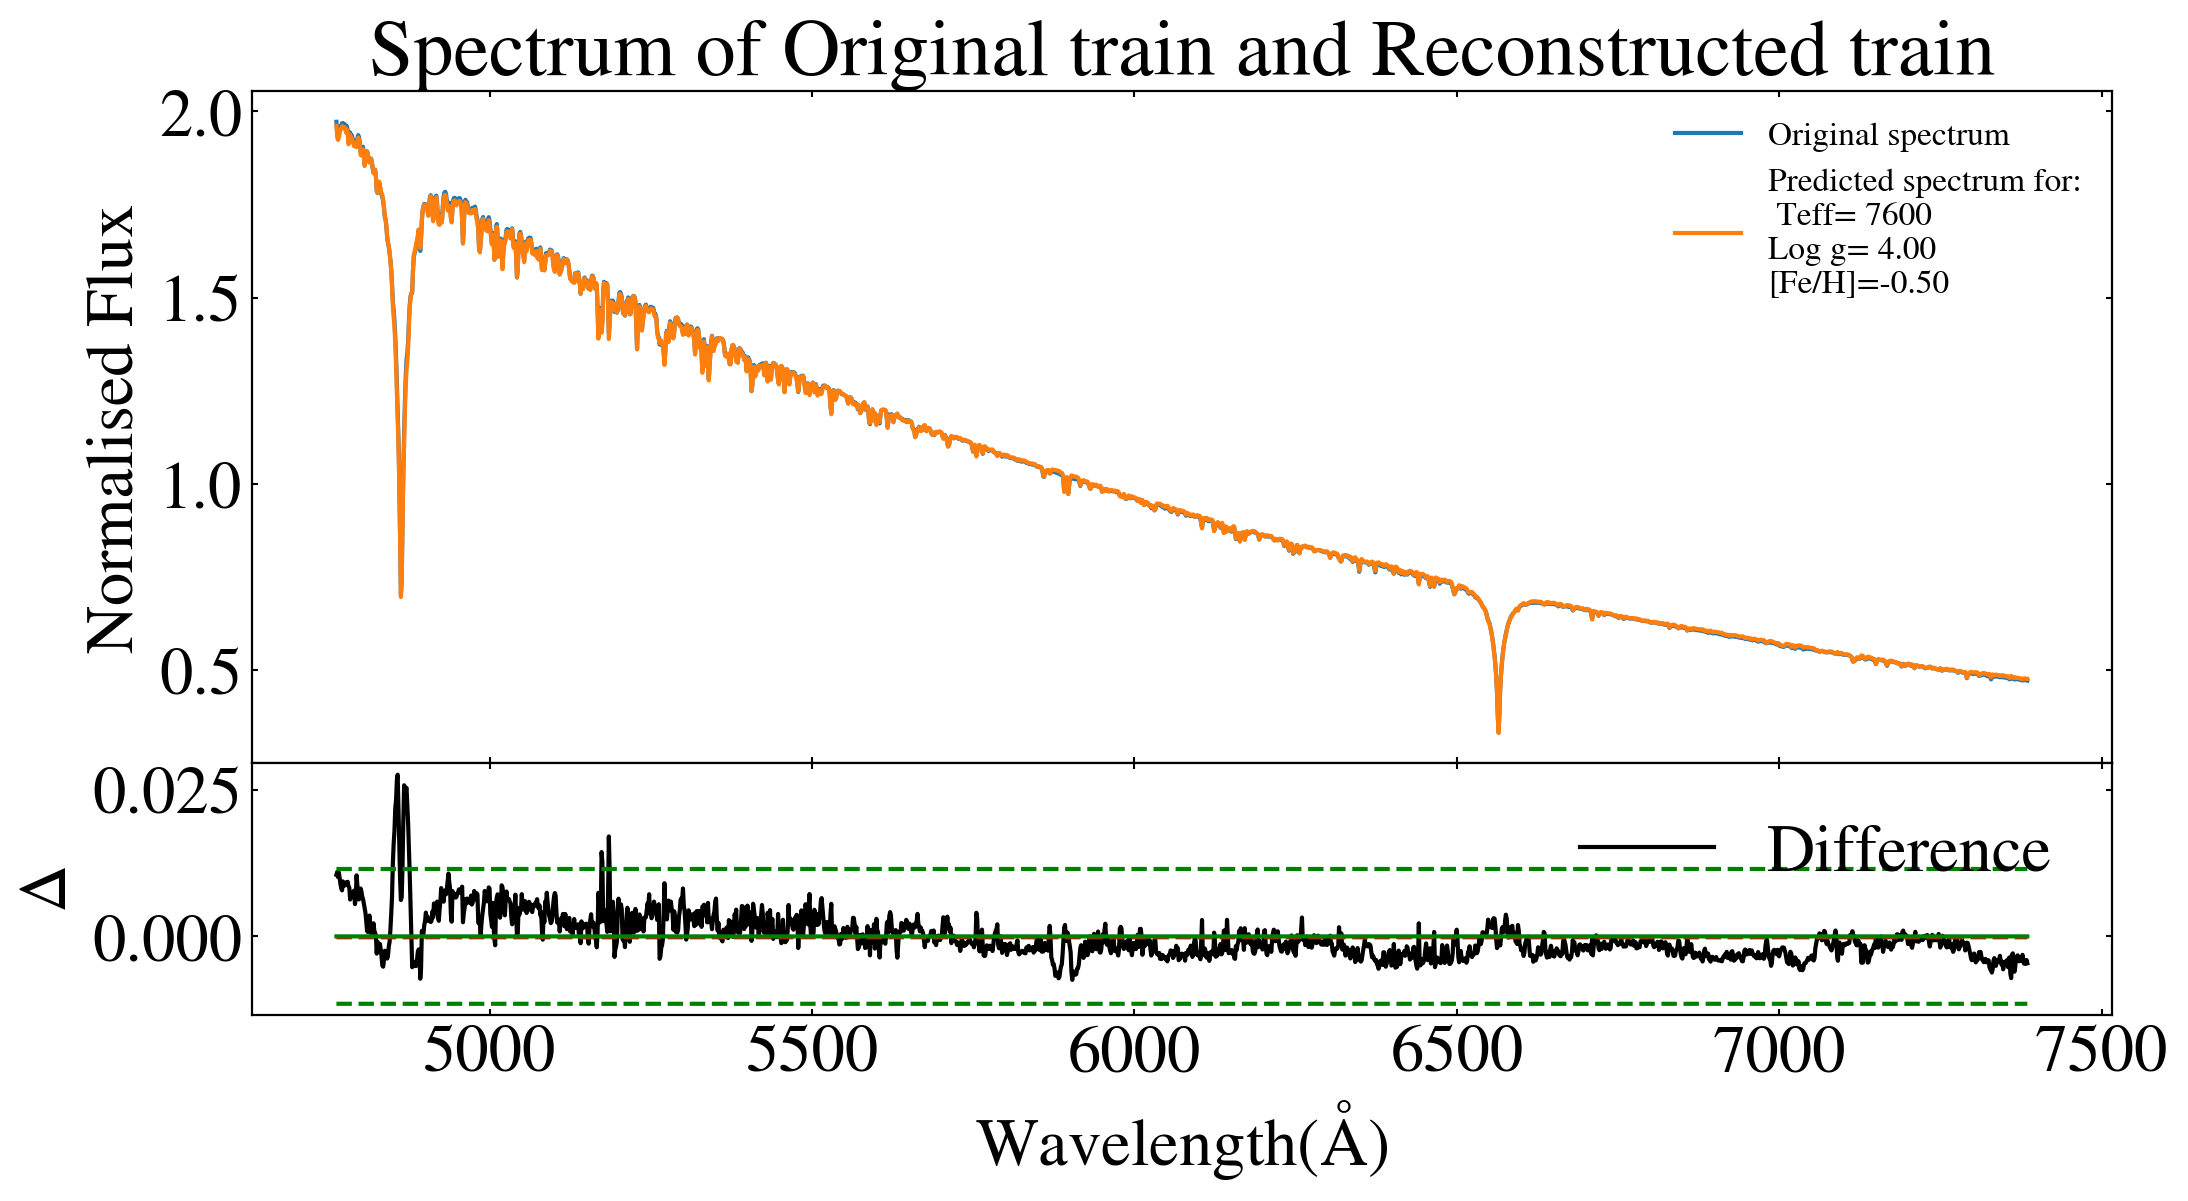 Spectrum of Original train and Reconstructed train
2.0
1.5
1.0
0.5
Normalised Flux
Original spectrum
Predicted spectrum for:
Teff= 7600
Log g= 4.00
[Fe/H]=-0.50
0.025
0.000
Δ
Difference
5000 5500 6000 6500 7000 7500
Wavelength(Å)